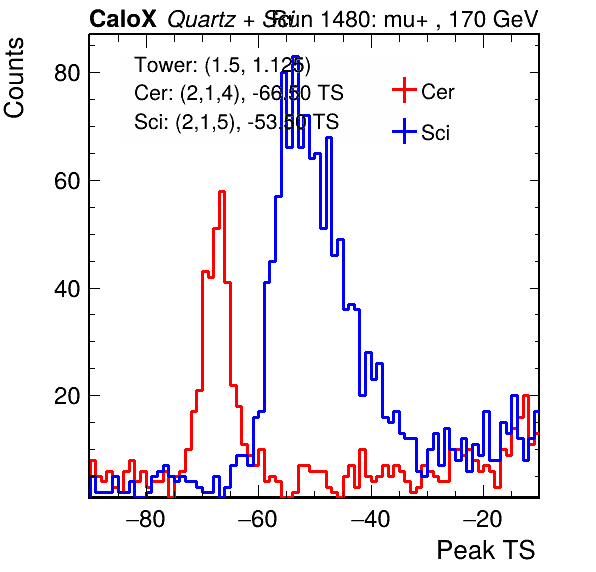 CaloX Quartz + Sci Run 1480: mu+ , 170 GeV
Counts
Tower: (1.5, 1.125)
Cer: (2,1,4), -66.50 TS
Sci: (2,1,5), -53.50 TS
Cer
Sci
80
60
40
20
−80 −60 −40 −20
Peak TS